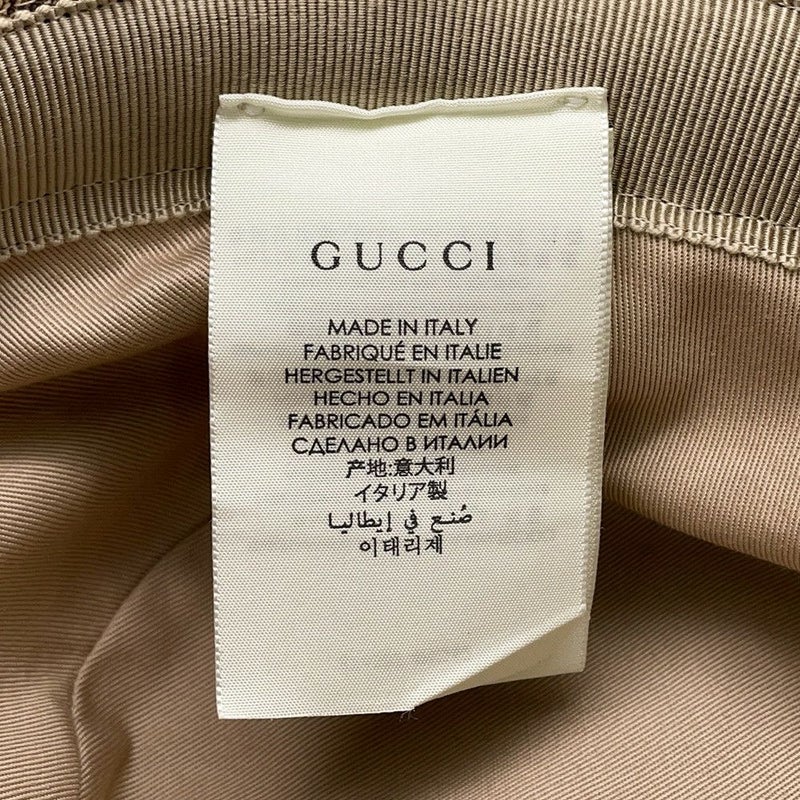 GUCCI
MADE IN ITALY
FABRIQUÉ EN ITALIE
HERGESTELLT IN ITALIEN
HECHO EN ITALIA
FABRICADO EM ITÁLIA
СДЕЛАНО В ИТАЛИИ
产地:意大利
イタリア製
صُنع في إيطاليا
이태리제